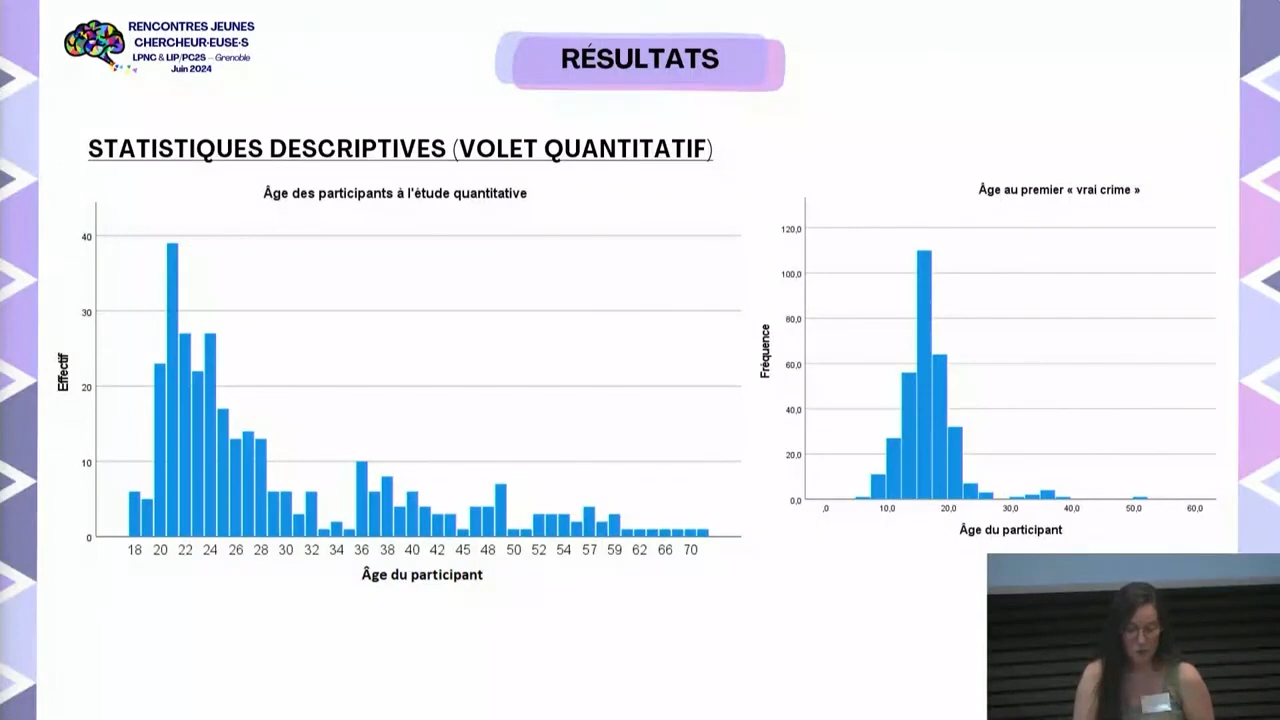 RENCONTRES JEUNES
CHERCHEUR·EUSE·S
LPNC & LIP/PC2S – Grenoble
Juin 2024
RÉSULTATS
STATISTIQUES DESCRIPTIVES (VOLET QUANTITATIF)
Âge des participants à l'étude quantitative
Effectif
40
30
20
10
0
18 20 22 24 26 28 30 32 34 36 38 40 42 45 48 50 52 54 57 59 62 66 70
Âge du participant
Âge au premier « vrai crime »
Fréquence
120,0
100,0
80,0
60,0
40,0
20,0
0,0
,0 10,0 20,0 30,0 40,0 50,0 60,0
Âge du participant